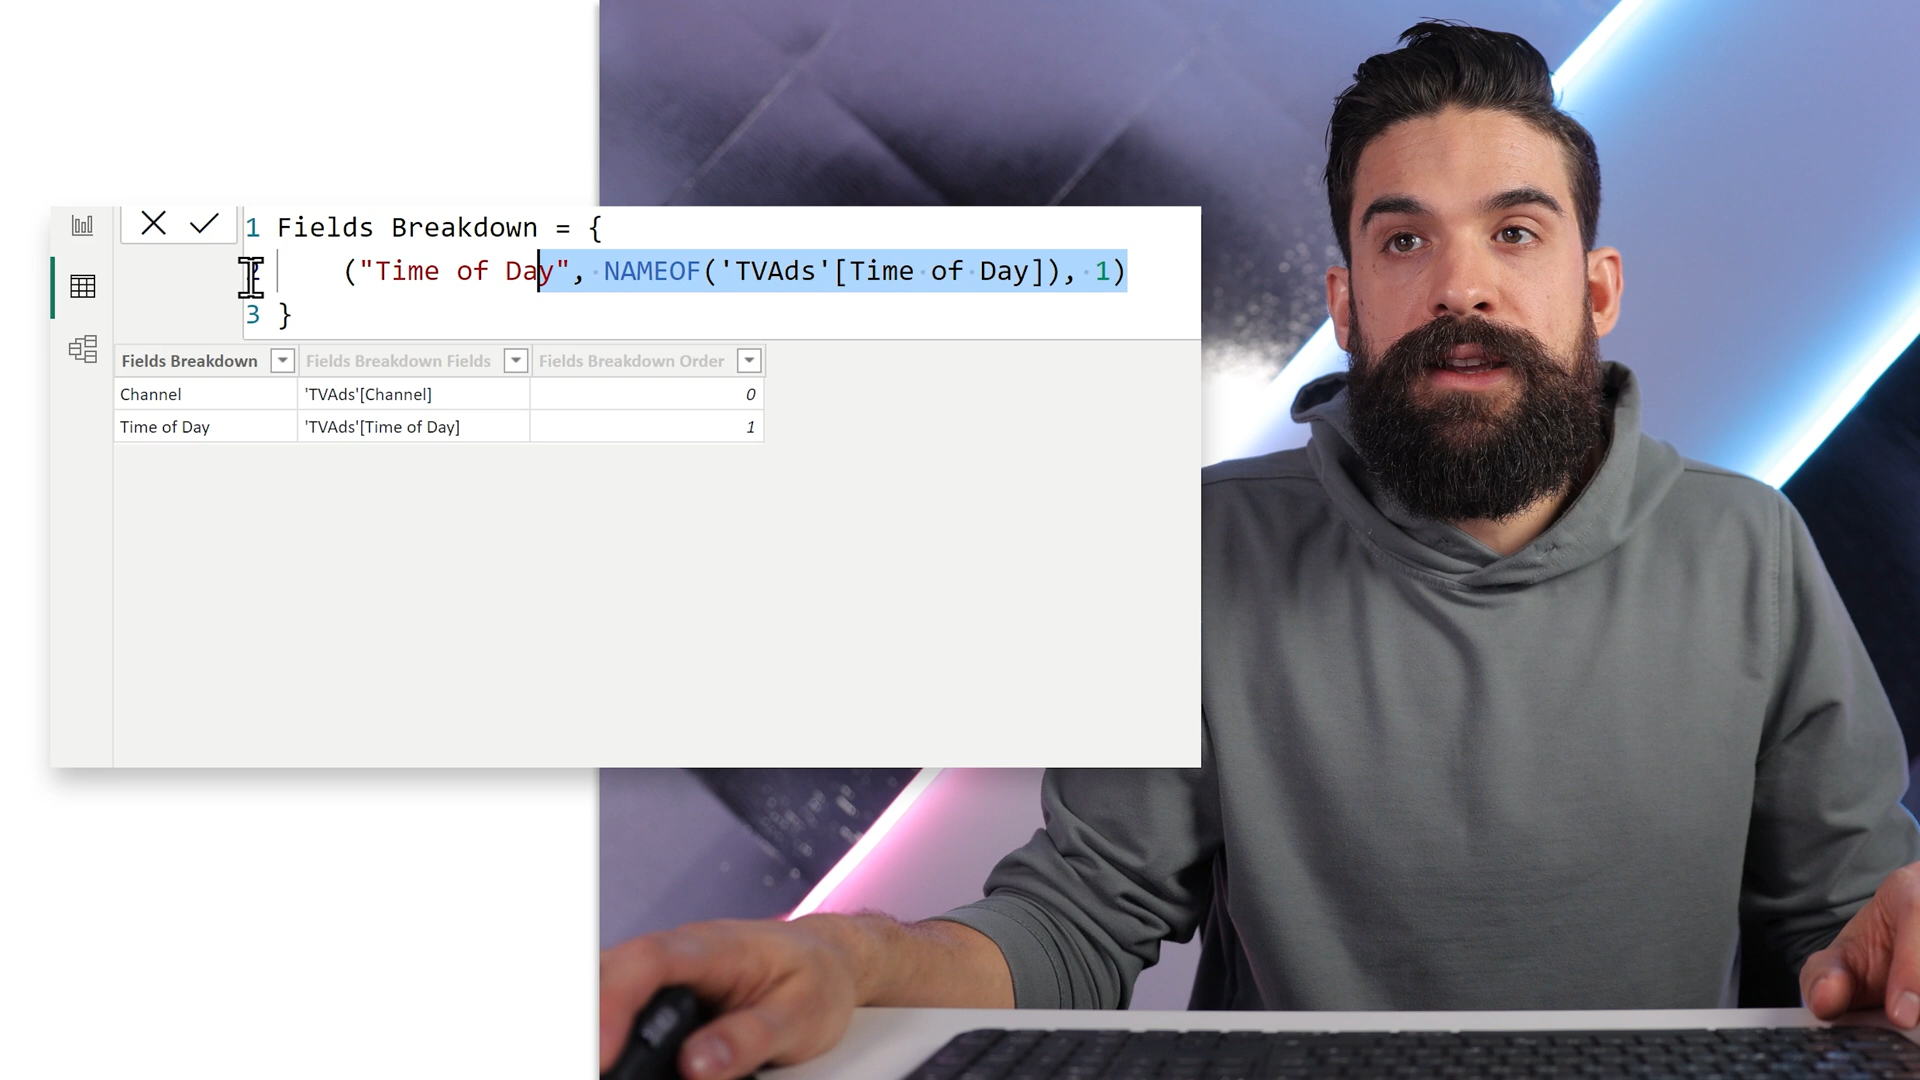 1 Fields Breakdown = {
2 ("Time of Day", NAMEOF('TVAds'[Time of Day]), 1)
3 }
Fields Breakdown Fields Breakdown Fields Fields Breakdown Order
Channel 'TVAds'[Channel] 0
Time of Day 'TVAds'[Time of Day] 1